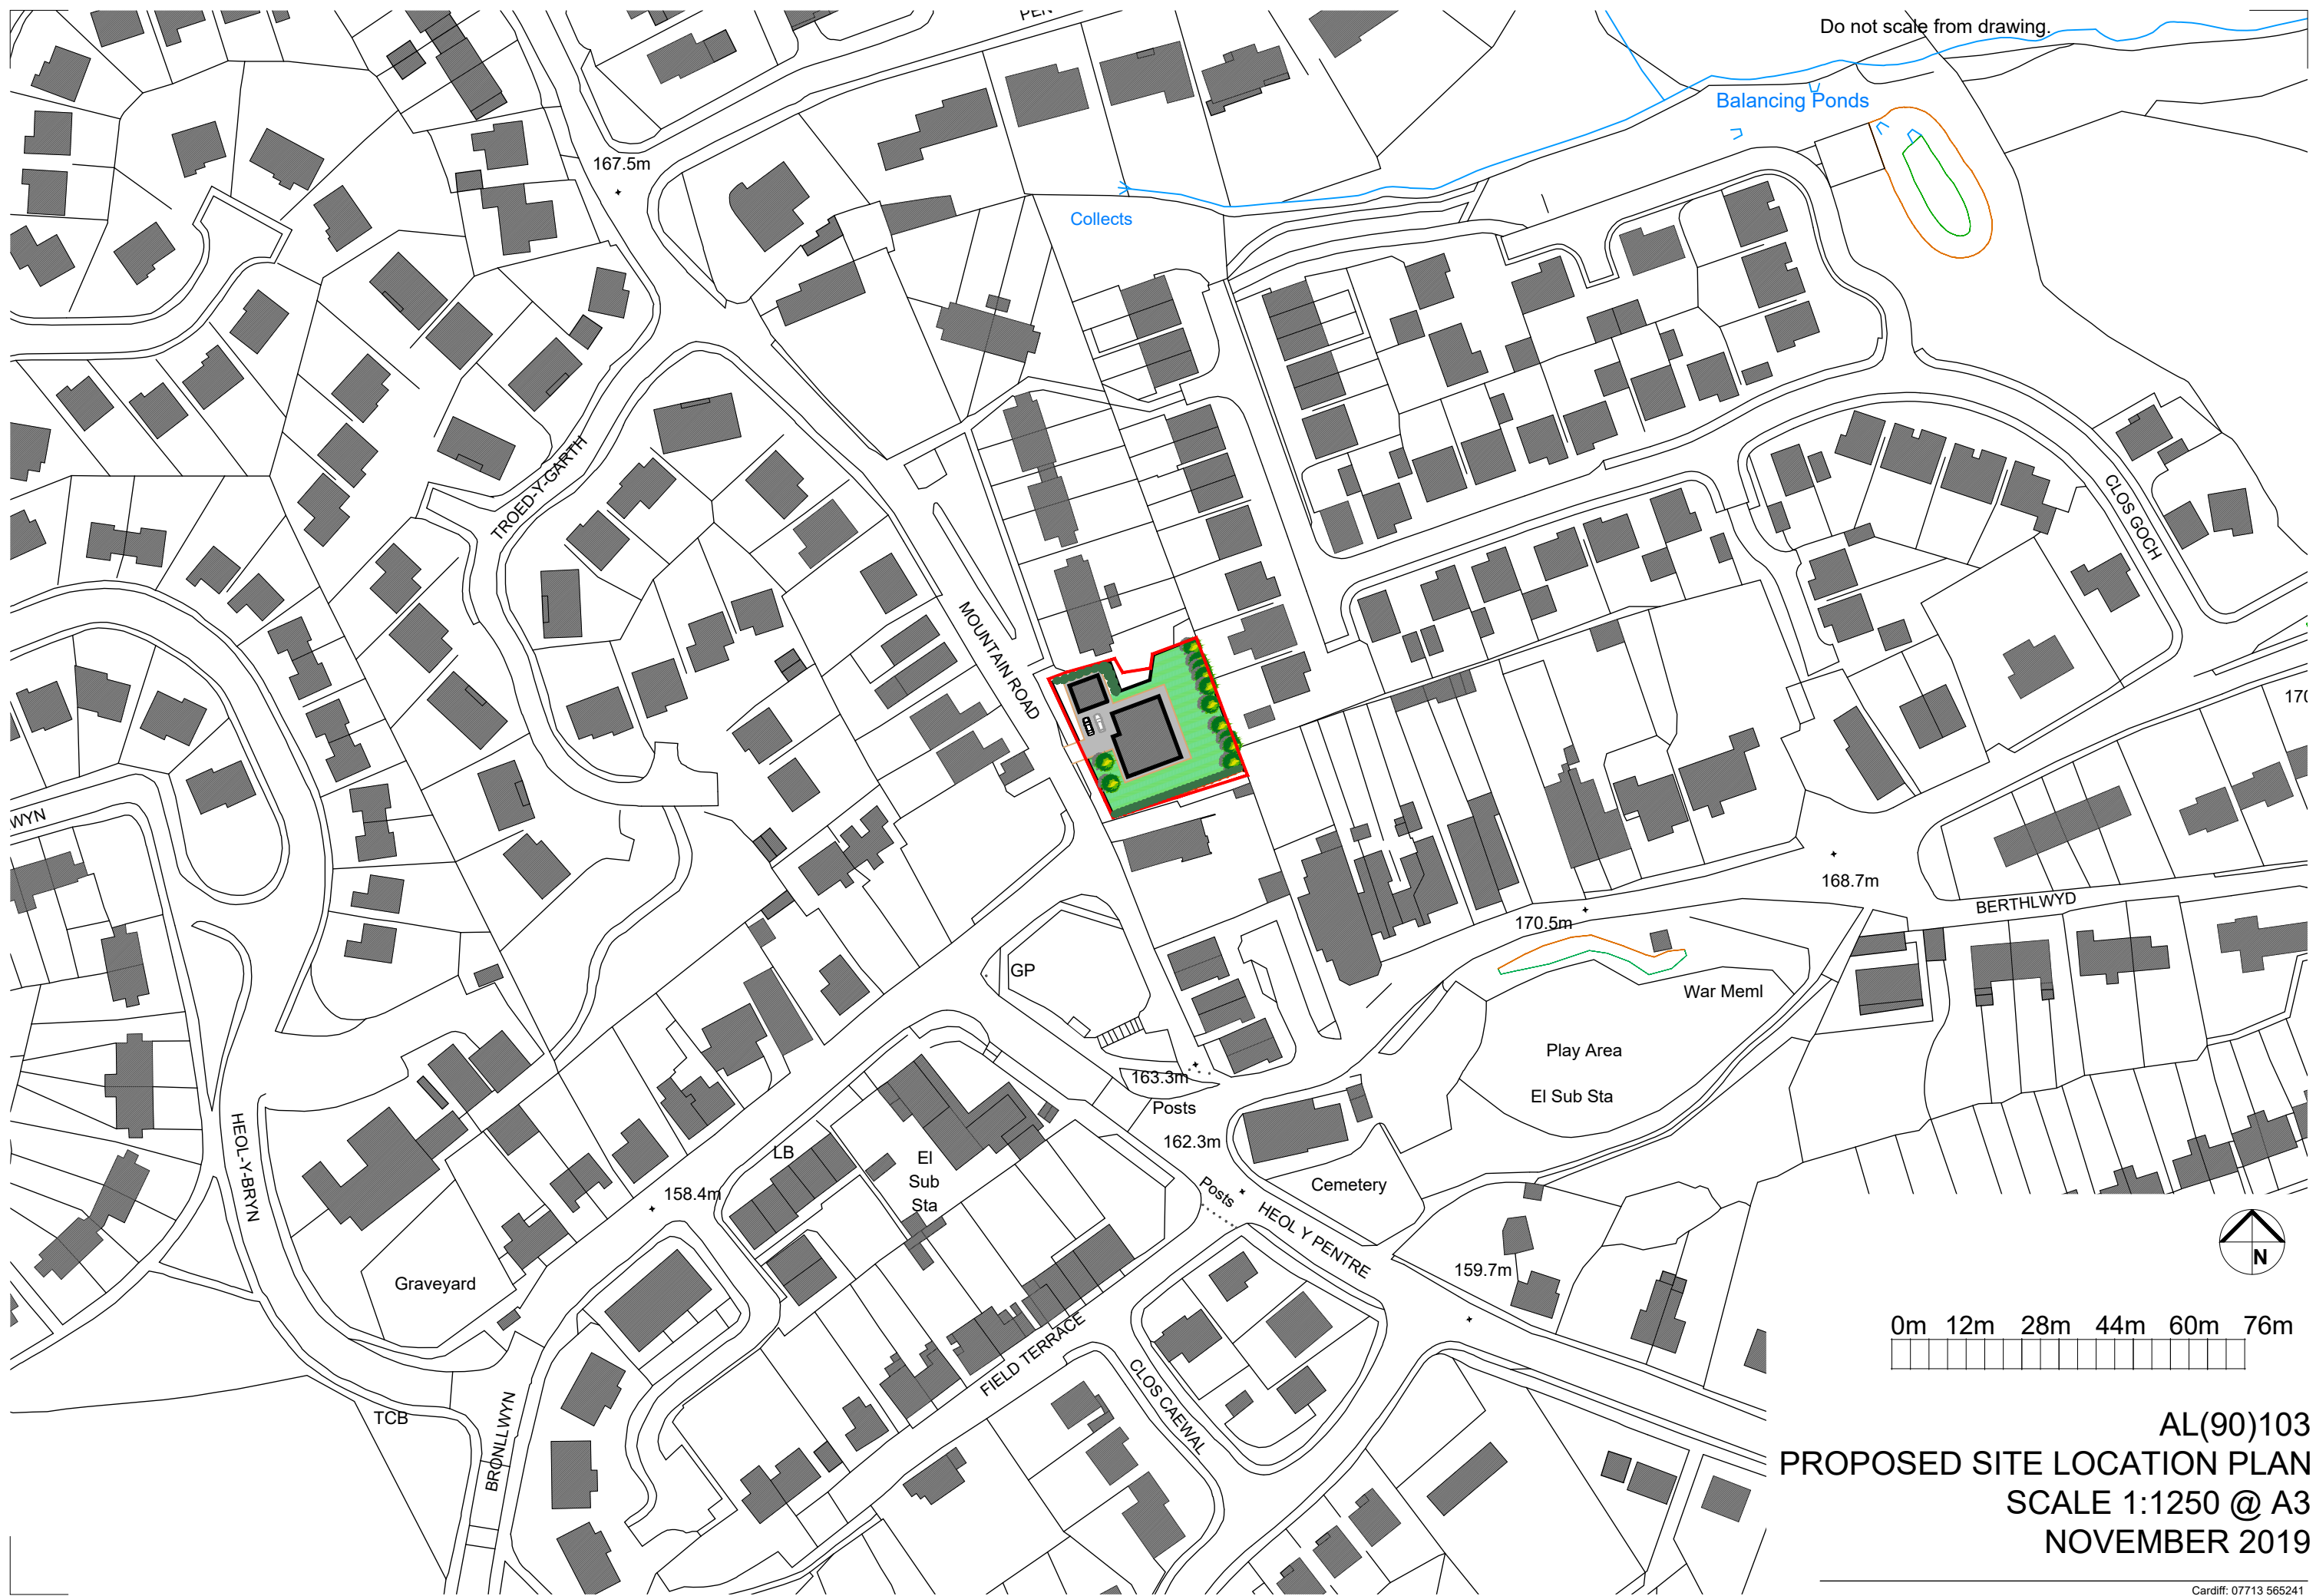 PEN
Do not scale from drawing.
Balancing Ponds
167.5m
Collects
TROED-Y-GARTH
CLOS GOCH
MOUNTAIN ROAD
170
WYN
168.7m
BERTHLWYD
170.5m
GP
War Meml
Play Area
163.3m
El Sub Sta
Posts
162.3m
HEOL-Y-BRYN
LB
El
Sub
Sta
158.4m
Cemetery
Posts
HEOL Y PENTRE
159.7m
Graveyard
N
0m 12m 28m 44m 60m 76m
FIELD TERRACE
CLOS CAEWAL
TCB
BRONLLWYN
AL(90)103
PROPOSED SITE LOCATION PLAN
SCALE 1:1250 @ A3
NOVEMBER 2019
Cardiff: 07713 565241